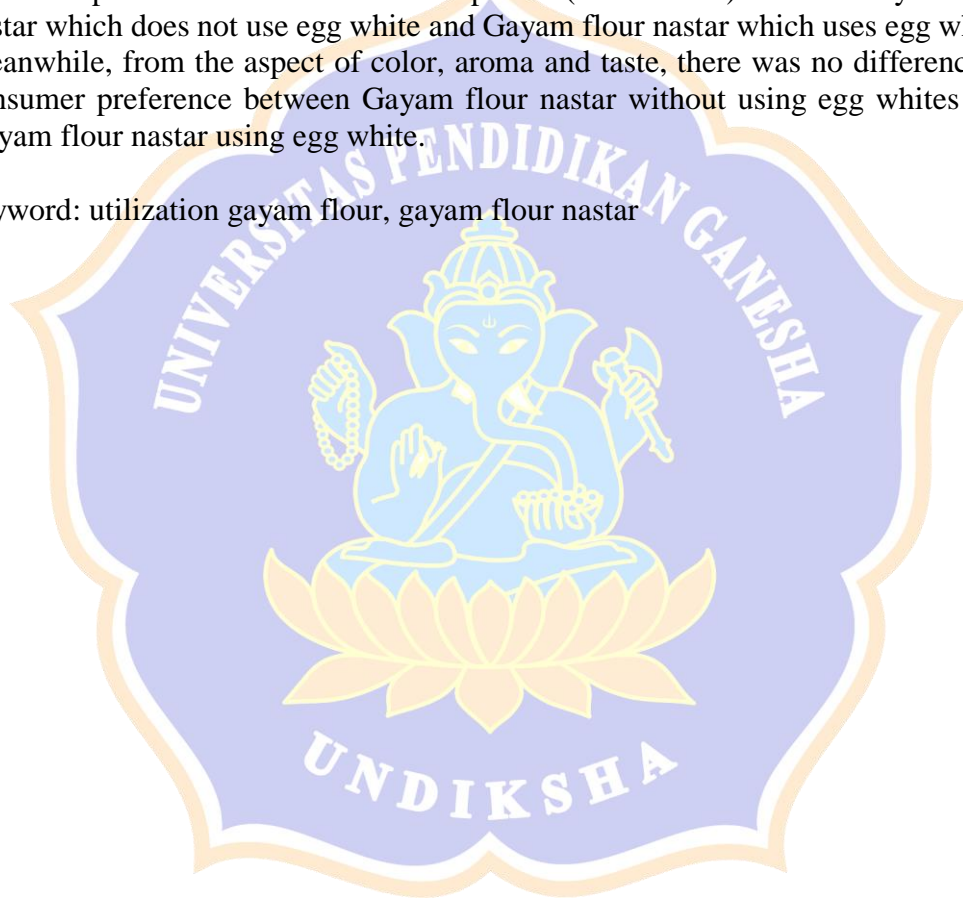 star which does not use egg white and Gayam flour nastar which uses egg wh
eanwhile, from the aspect of color, aroma and taste, there was no differenc
nsumer preference between Gayam flour nastar without using egg whites
yam flour nastar using egg white.
yword: utilization gayam flour, gayam flour nastar
UNIVERSITAS PENDIDIKAN GANESHA
UNDIKSHA